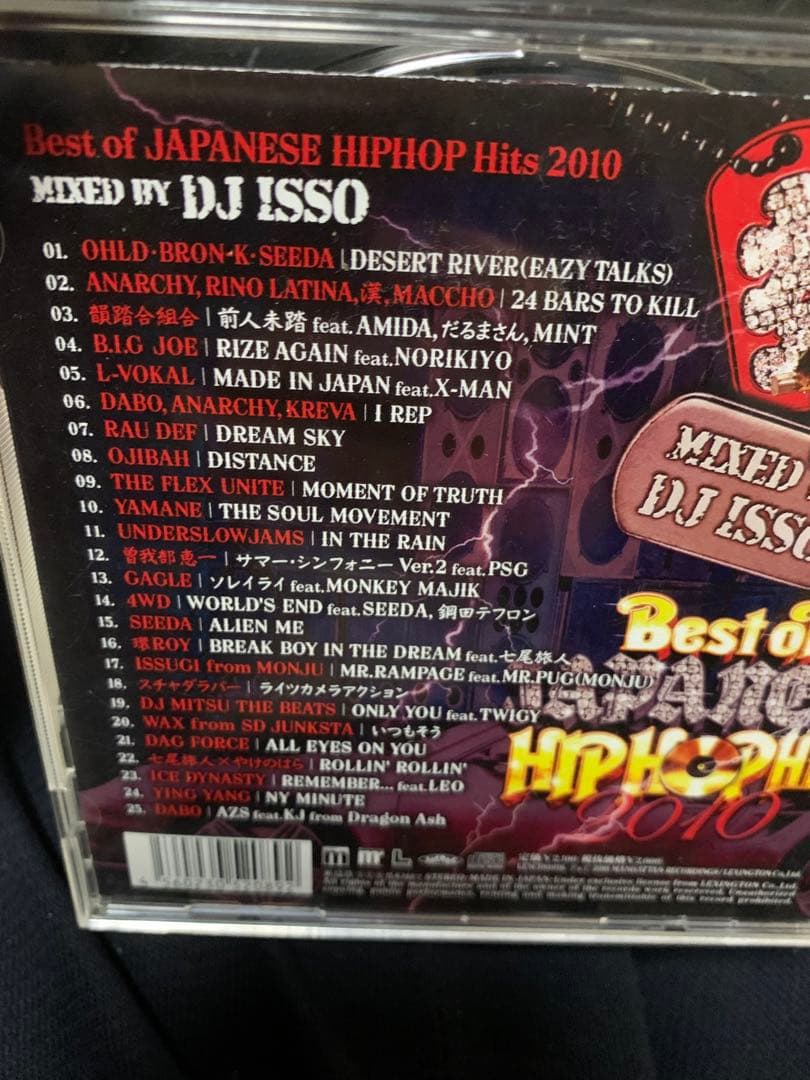 Best of JAPANESE HIPHOP Hits 2010
MIXED BY DJ ISSO
01. OHLD・BRON-K・SEEDA | DESERT RIVER(EAZY TALKS)
02. ANARCHY, RINO LATINA, 漢, MACCHO | 24 BARS TO KILL
03. 韻踏合組合 | 前人未踏 feat. AMIDA, だるまさん, MINT
04. B.I.G JOE | RIZE AGAIN feat.NORIKIYO
05. L-VOKAL | MADE IN JAPAN feat.X-MAN
06. DABO, ANARCHY, KREVA | I REP
07. RAU DEF | DREAM SKY
08. OJIBAH | DISTANCE
09. THE FLEX UNITE | MOMENT OF TRUTH
10. YAMANE | THE SOUL MOVEMENT
11. UNDERSLOWJAMS | IN THE RAIN
12. 曽我部恵一 | サマー・シンフォニー Ver.2 feat.PSG
13. GAGLE | ソレイライ feat.MONKEY MAJIK
14. 4WD | WORLD'S END feat.SEEDA, 鋼田テフロン
15. SEEDA | ALIEN ME
16. 環ROY | BREAK BOY IN THE DREAM feat.七尾旅人
17. ISSUGI from MONJU | MR.RAMPAGE feat.MR.PUG(MONJU)
18. スチャダラパー | ライツカメラアクション
19. DJ MITSU THE BEATS | ONLY YOU feat.TWIGY
20. WAX from SD JUNKSTA | いつもそう
21. DAG FORCE | ALL EYES ON YOU
22. 七尾旅人×やけのはら | ROLLIN' ROLLIN'
23. ICE DYNASTY | REMEMBER... feat.LEO
24. YING YANG | NY MINUTE
25. DABO | AZS feat.KJ from Dragon Ash
MIXED
DJ ISSO
Best of
JAPANE
HIPHOP H
2010